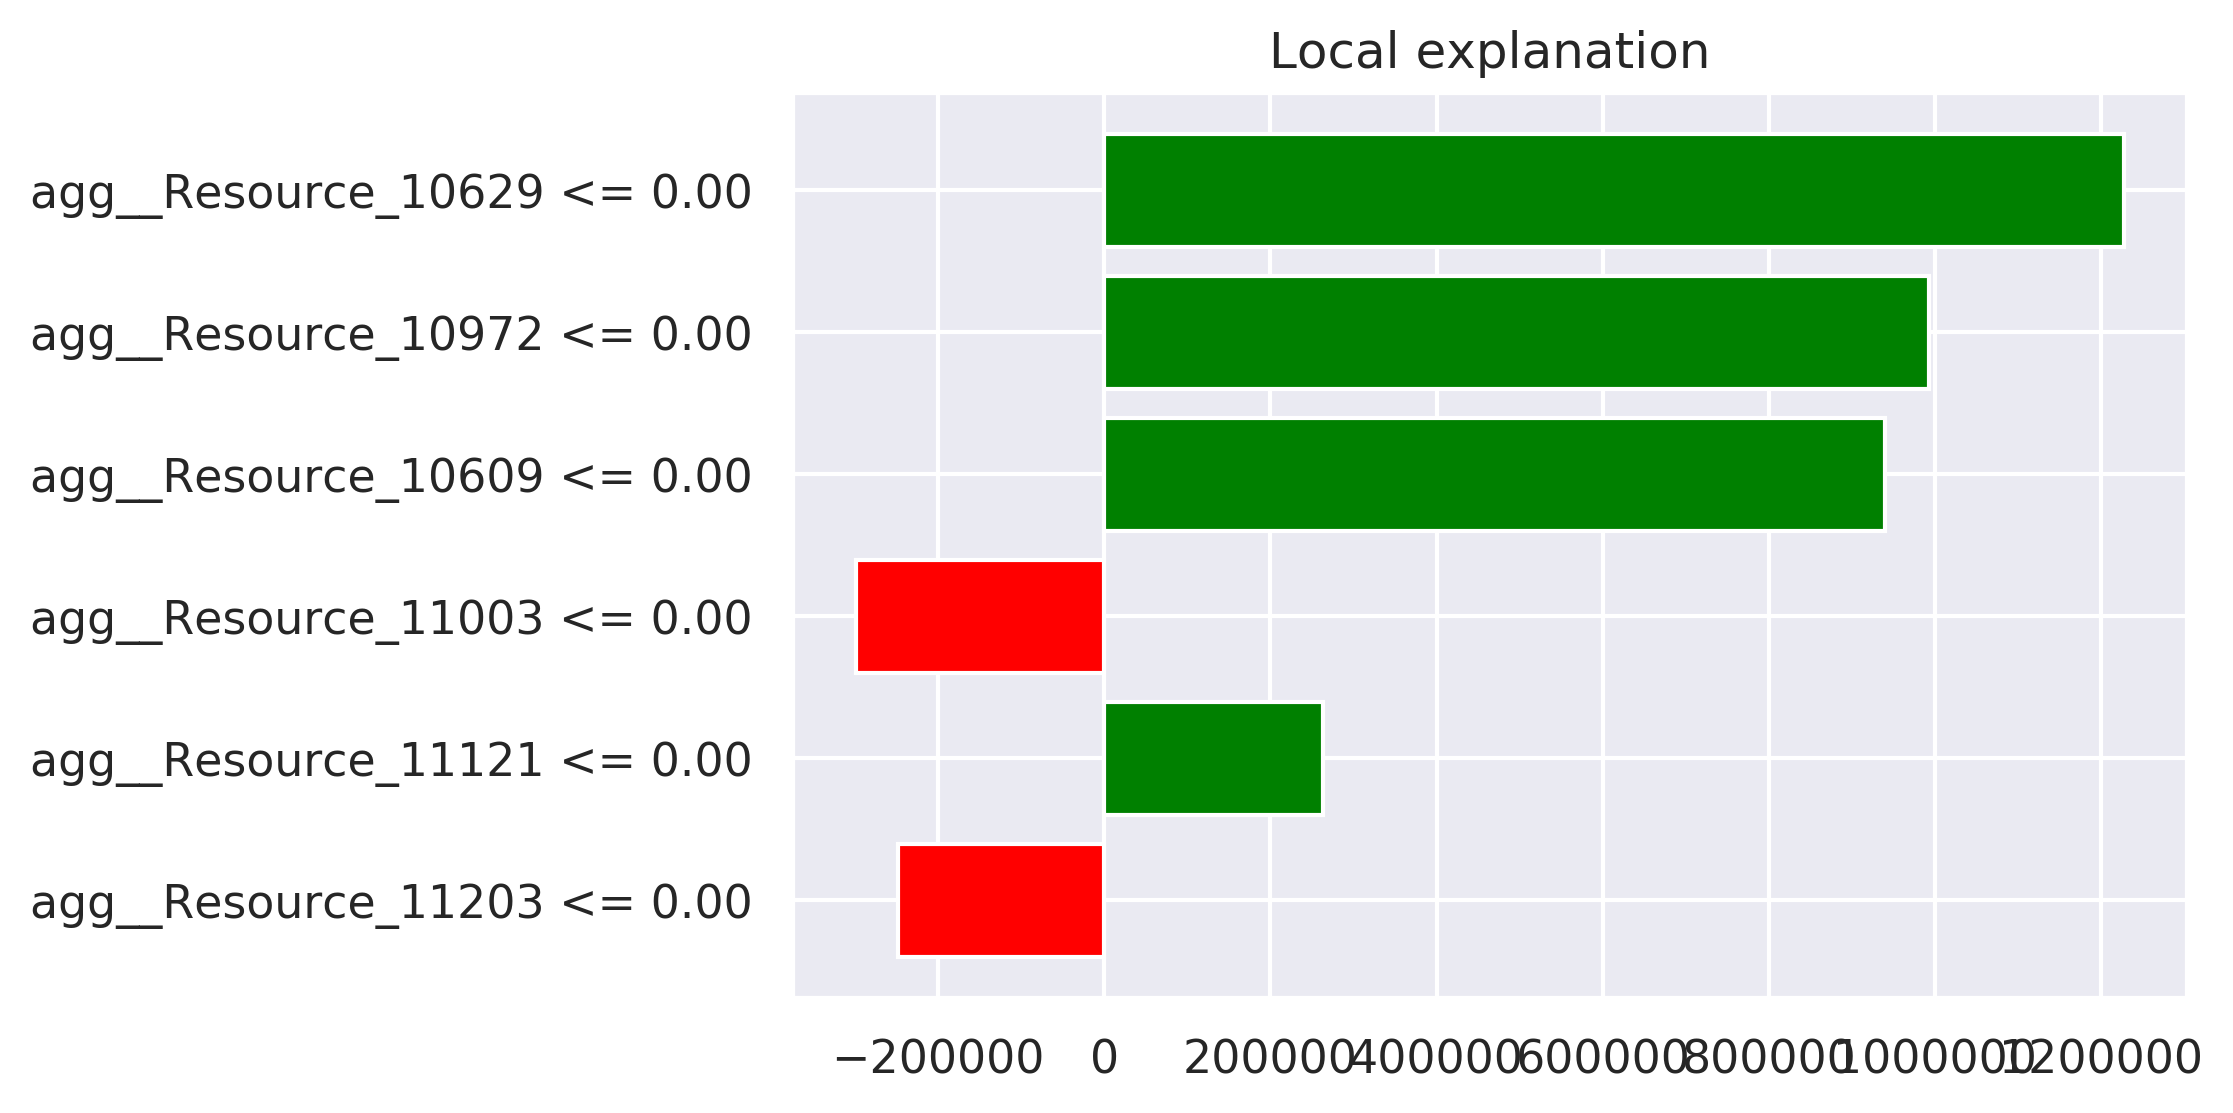 Local explanation
agg__Resource_10629 <= 0.00
agg__Resource_10972 <= 0.00
agg__Resource_10609 <= 0.00
agg__Resource_11003 <= 0.00
agg__Resource_11121 <= 0.00
agg__Resource_11203 <= 0.00
−200000 0 200000 400000 600000 800000 1000000 1200000